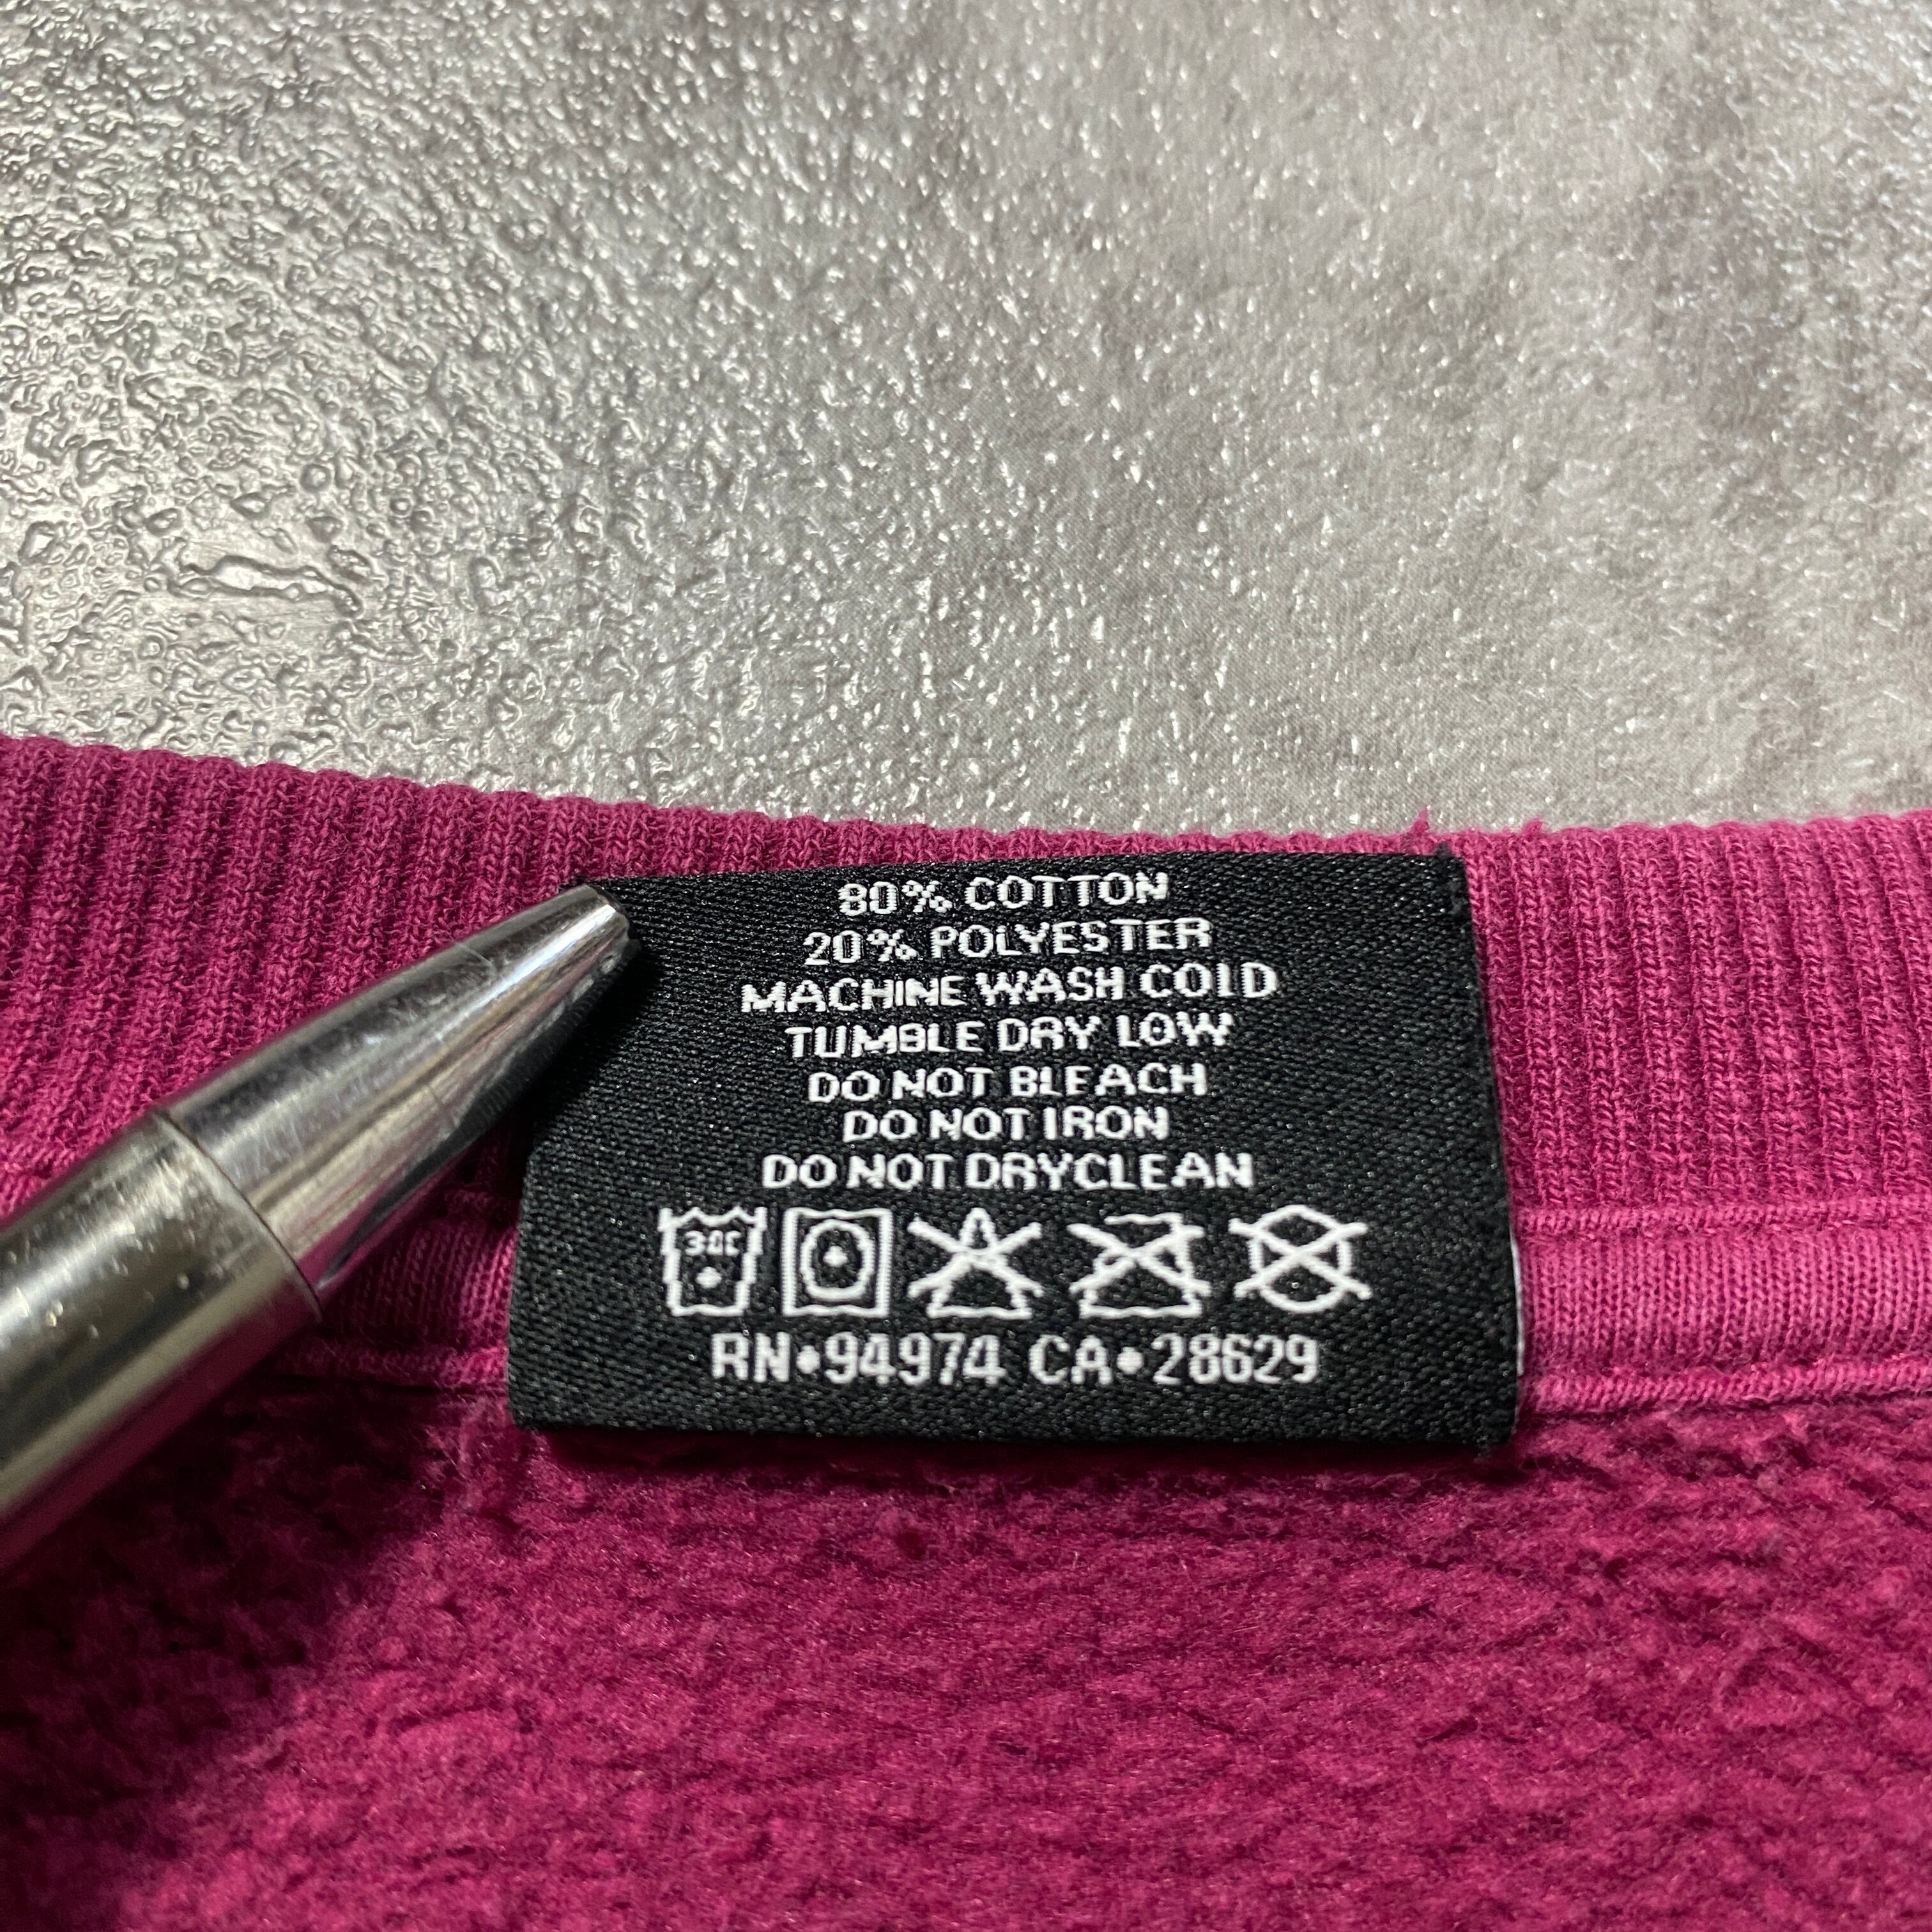 80% COTTON
20% POLYESTER
MACHINE WASH COLD
TUMBLE DRY LOW
DO NOT BLEACH
DO NOT IRON
DO NOT DRYCLEAN
30C
RN•94974 CA•28629